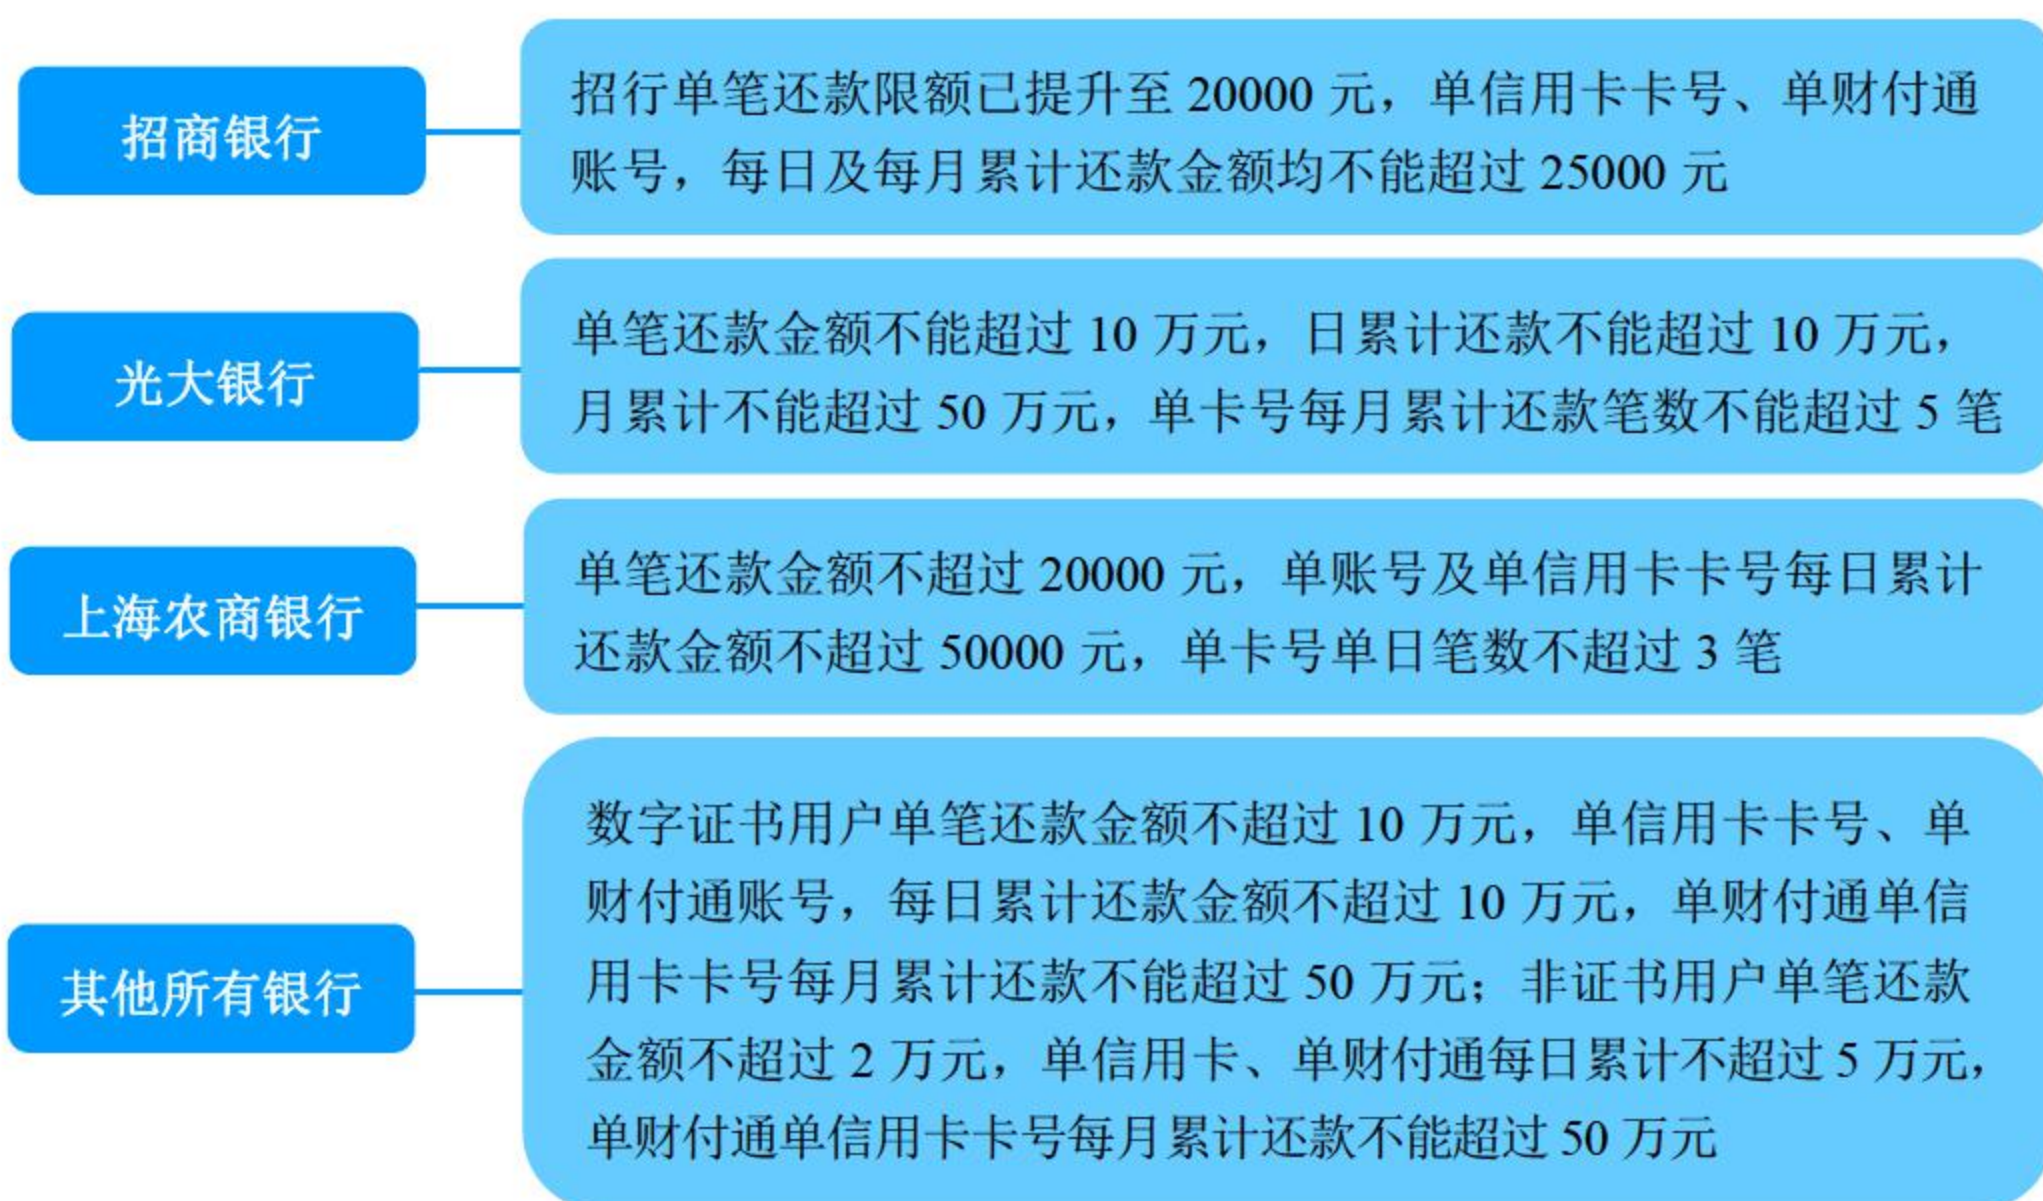 招商银行
招行单笔还款限额已提升至 20000 元，单信用卡卡号、单财付通
账号，每日及每月累计还款金额均不能超过 25000 元
光大银行
单笔还款金额不能超过 10 万元，日累计还款不能超过 10 万元，
月累计不能超过 50 万元，单卡号每月累计还款笔数不能超过 5 笔
上海农商银行
单笔还款金额不超过 20000 元，单账号及单信用卡卡号每日累计
还款金额不超过 50000 元，单卡号单日笔数不超过 3 笔
其他所有银行
数字证书用户单笔还款金额不超过 10 万元，单信用卡卡号、单
财付通账号，每日累计还款金额不超过 10 万元，单财付通单信
用卡卡号每月累计还款不能超过 50 万元；非证书用户单笔还款
金额不超过 2 万元，单信用卡、单财付通每日累计不超过 5 万元，
单财付通单信用卡卡号每月累计还款不能超过 50 万元